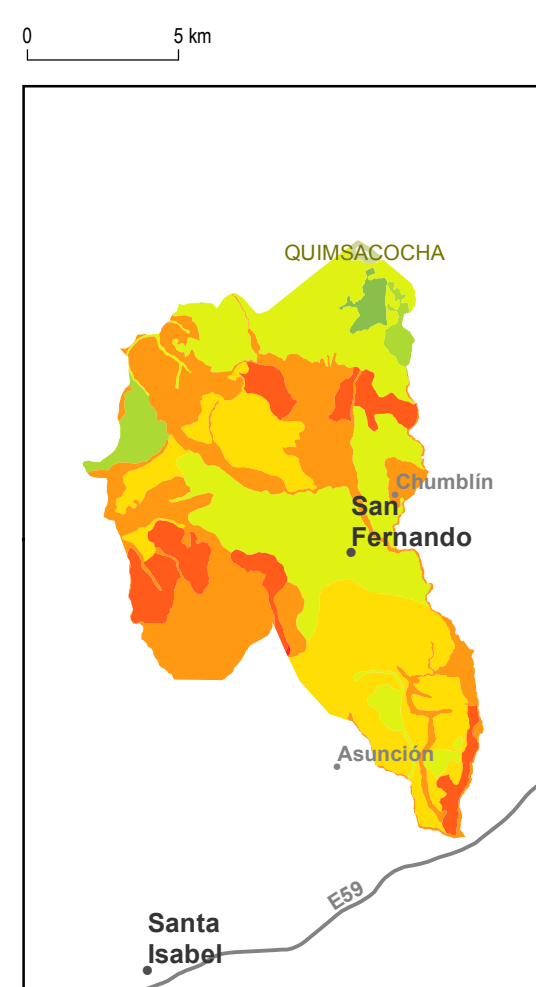 0 5 km
QUIMSACOCHA
Chumblín
San
Fernando
Asunción
E59
Santa
Isabel